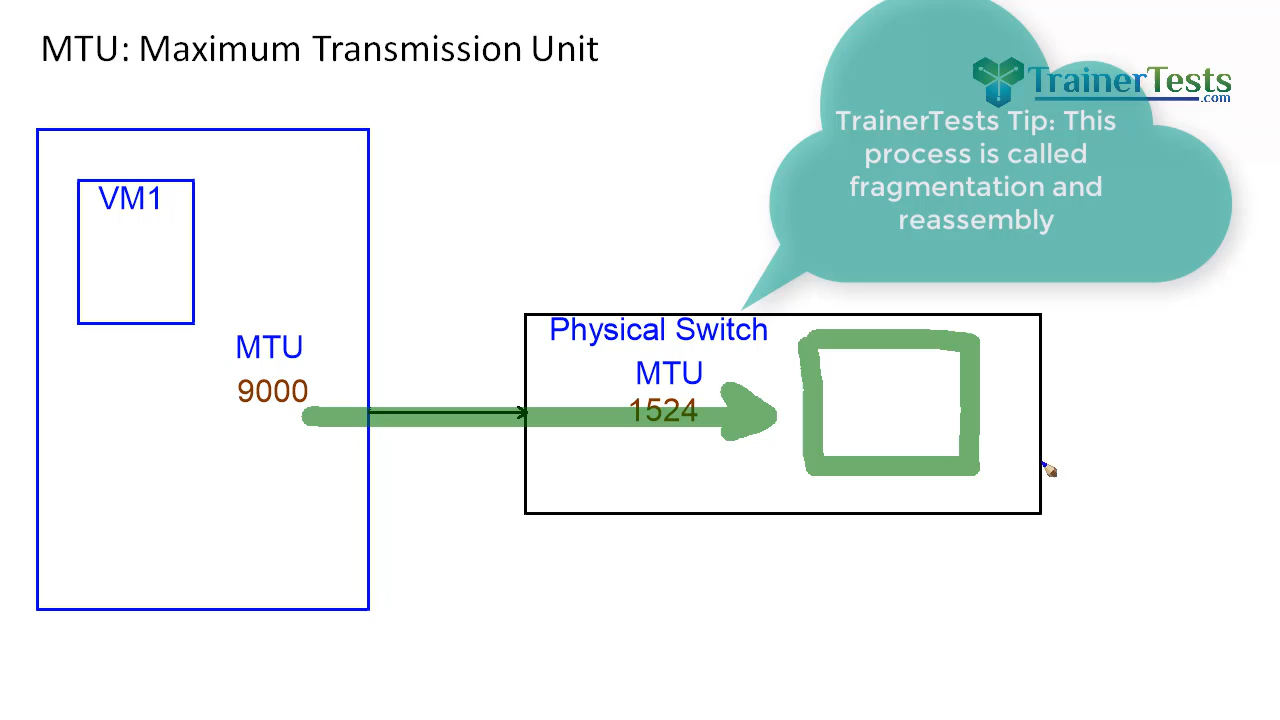 MTU: Maximum Transmission Unit
TrainerTests
.com
TrainerTests Tip: This
process is called
fragmentation and
reassembly
VM1
MTU
9000
Physical Switch
MTU
1524